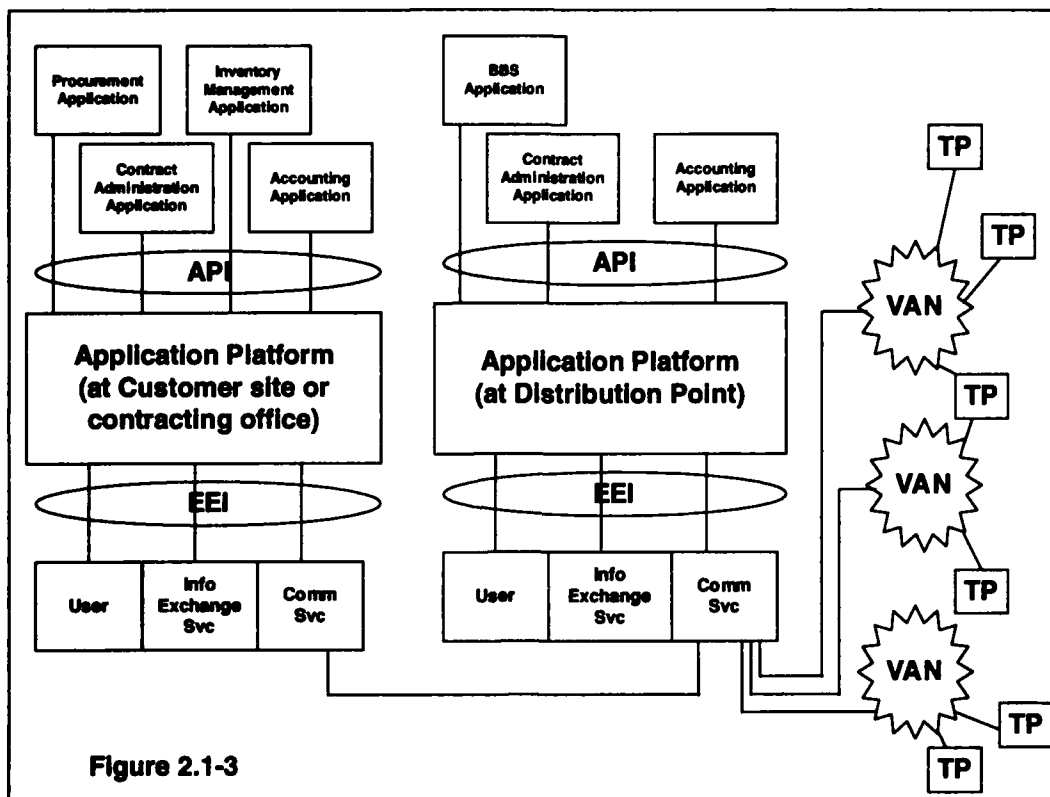 Procurement
Application
Inventory
Management
Application
Contract
Administration
Application
Accounting
Application
API
Application Platform
(at Customer site or
contracting office)
EEI
User
Info
Exchange
Svc
Comm
Svc
BBS
Application
Contract
Administration
Application
Accounting
Application
API
Application Platform
(at Distribution Point)
EEI
User
Info
Exchange
Svc
Comm
Svc
TP
TP
VAN
TP
VAN
TP
VAN
TP
TP
Figure 2.1-3